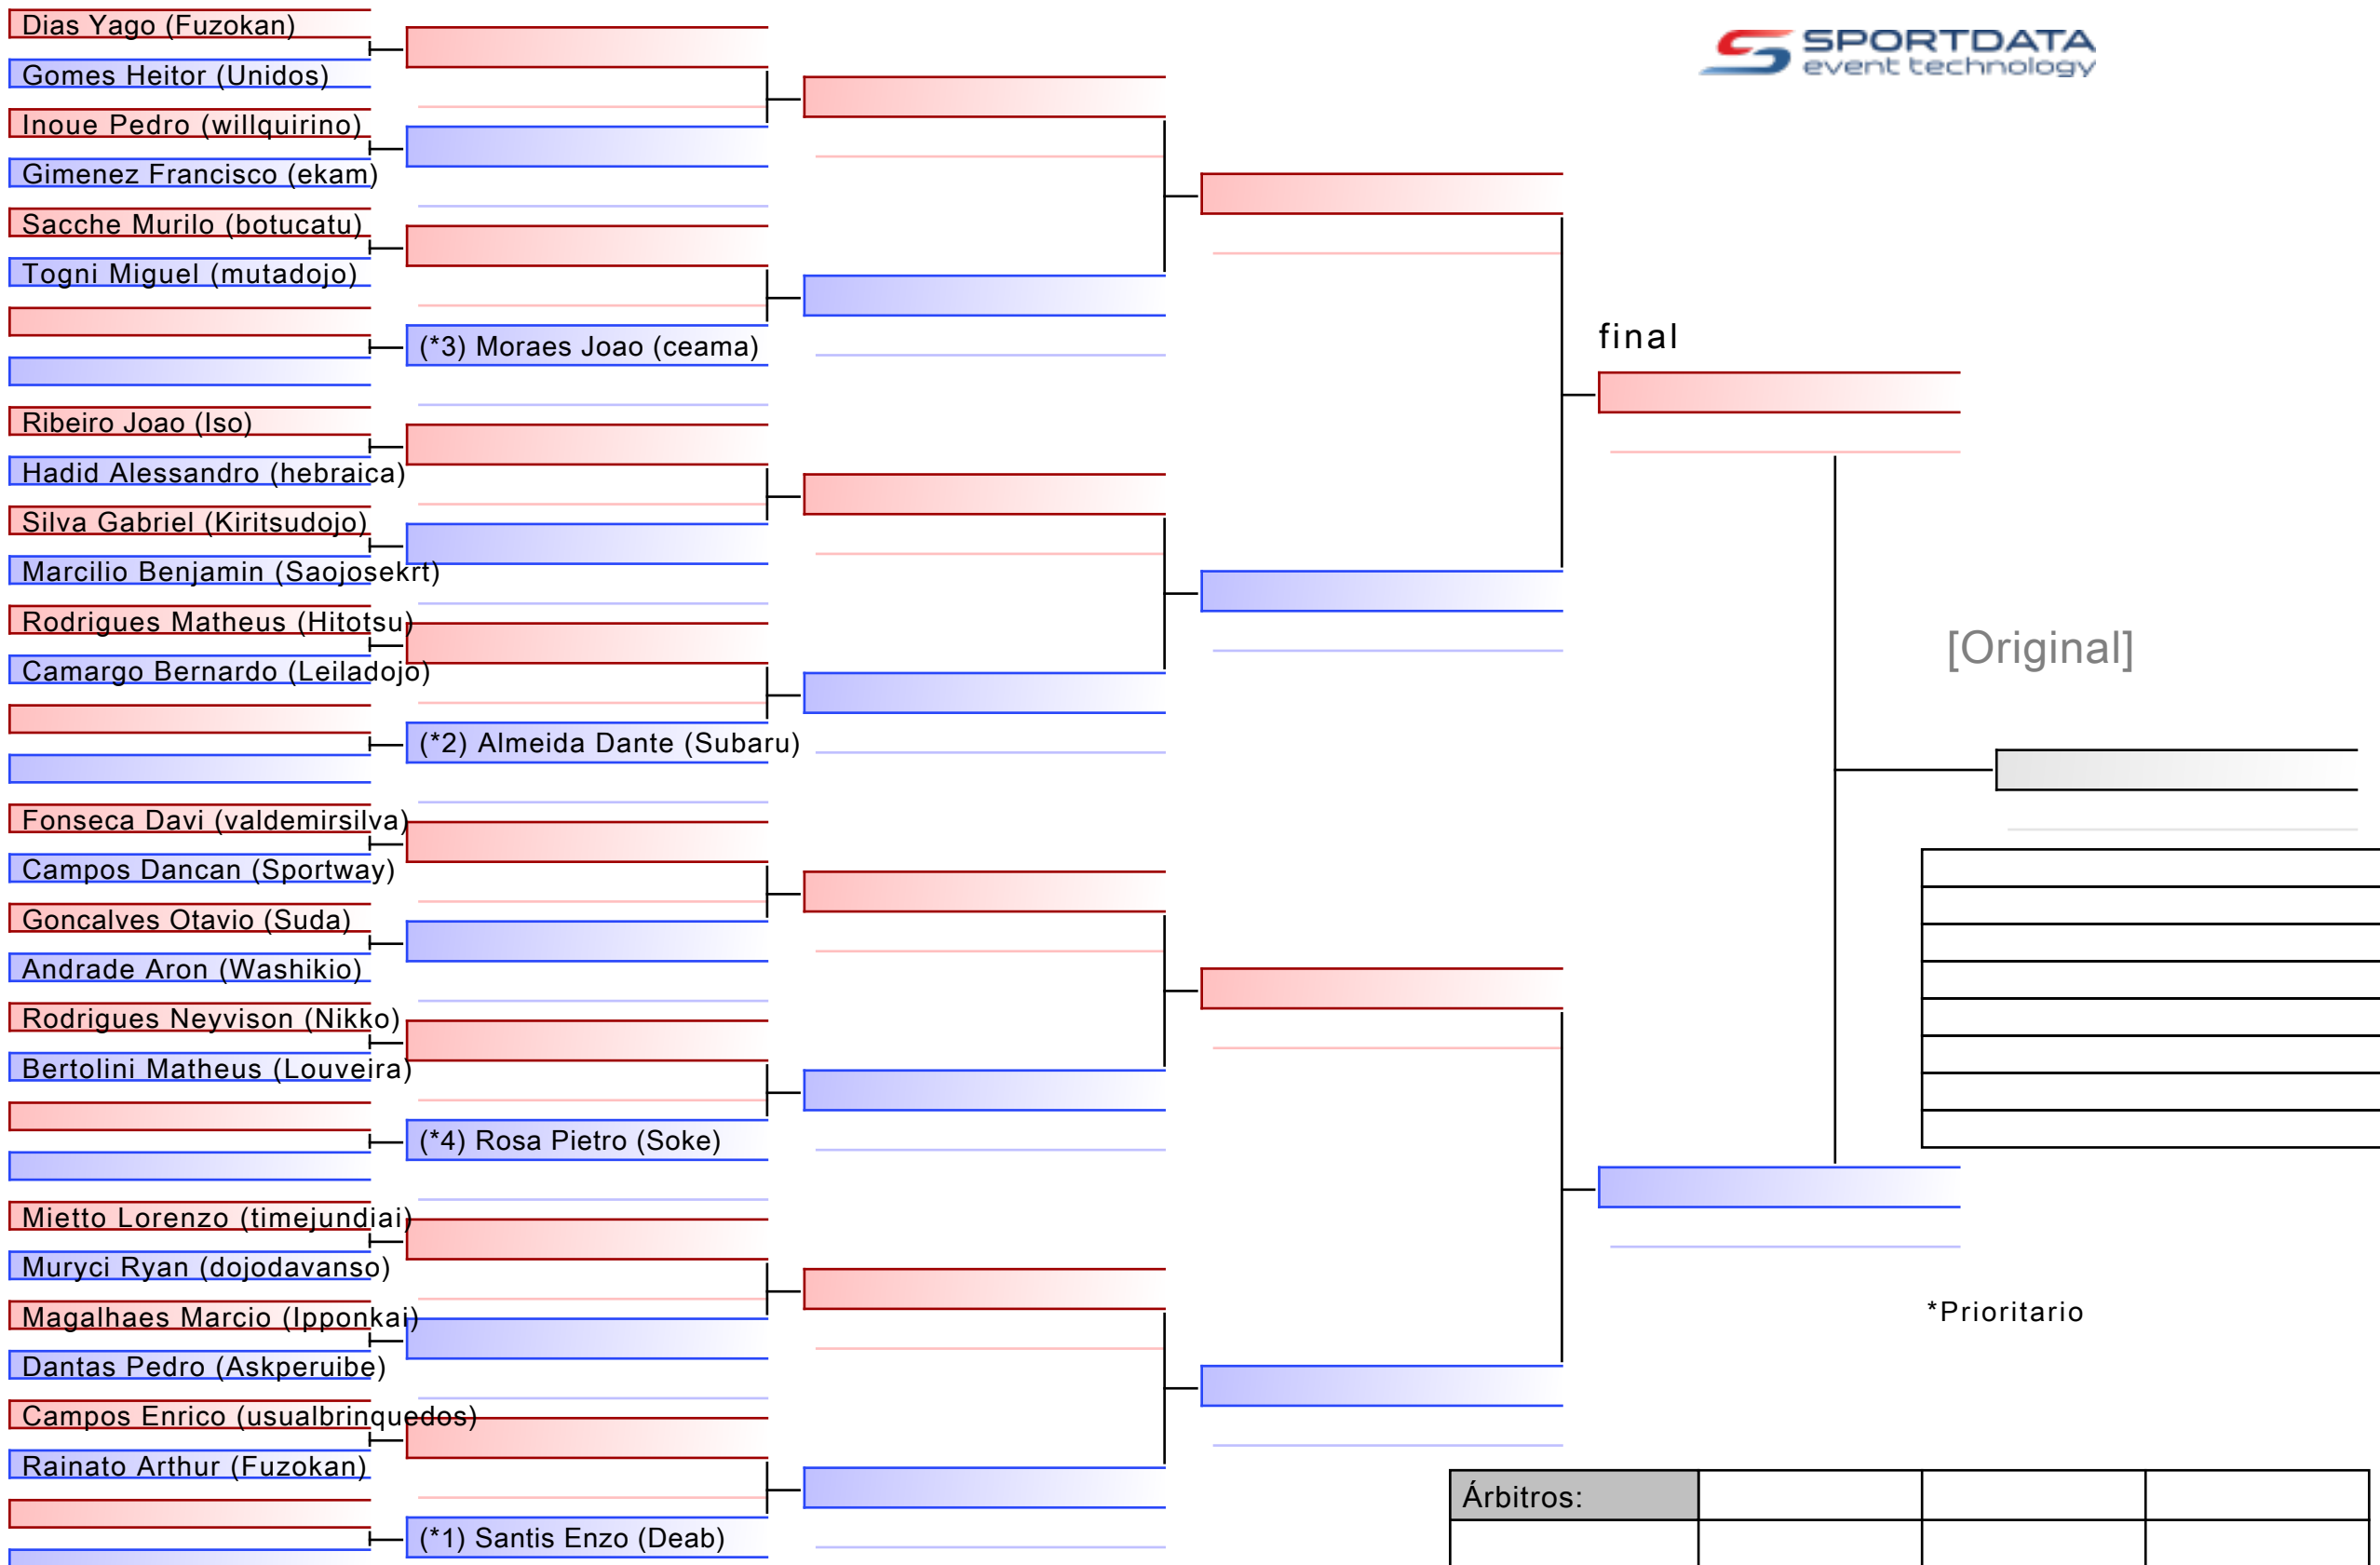 Dias Yago (Fuzokan)
Gomes Heitor (Unidos)
Inoue Pedro (willquirino)
Gimenez Francisco (ekam)
Sacche Murilo (botucatu)
Togni Miguel (mutadojo)
(*3) Moraes Joao (ceama)
Ribeiro Joao (Iso)
Hadid Alessandro (hebraica)
Silva Gabriel (Kiritsudojo)
Marcilio Benjamin (Saojosekrt)
Rodrigues Matheus (Hitotsu)
Camargo Bernardo (Leiladojo)
(*2) Almeida Dante (Subaru)
Fonseca Davi (valdemirsilva)
Campos Dancan (Sportway)
Goncalves Otavio (Suda)
Andrade Aron (Washikio)
Rodrigues Neyvison (Nikko)
Bertolini Matheus (Louveira)
(*4) Rosa Pietro (Soke)
Mietto Lorenzo (timejundiai)
Muryci Ryan (dojodavanso)
Magalhaes Marcio (Ipponkai)
Dantas Pedro (Askperuibe)
Campos Enrico (usualbrinquedos)
Rainato Arthur (Fuzokan)
(*1) Santis Enzo (Deab)
SPORTDATA
event technology
final
[Original]
*Prioritario
Árbitros: